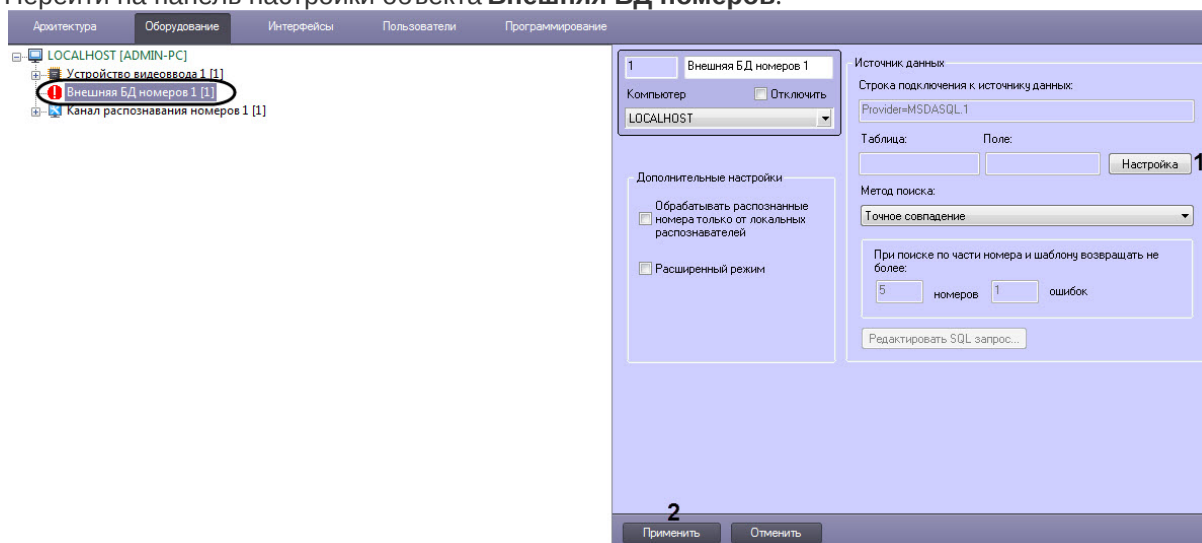 Перейти на панель настройки объекта Внешняя БД номеров.
Архитектура Оборудование Интерфейсы Пользователи Программирование
LOCALHOST [ADMIN-PC]
Устройство видеоввода 1 [1]
Внешняя БД номеров 1 [1]
Канал распознавания номеров 1 [1]
1 Внешняя БД номеров 1
Компьютер Отключить
LOCALHOST
Дополнительные настройки
Обрабатывать распознанные
номера только от локальных
распознавателей
Расширенный режим
Источник данных
Строка подключения к источнику данных:
Provider=MSDASQL.1
Таблица: Поле:
Настройка 1
Метод поиска:
Точное совпадение
При поиске по части номера и шаблону возвращать не
более:
5 номеров 1 ошибок
Редактировать SQL запрос...
2
Применить Отменить